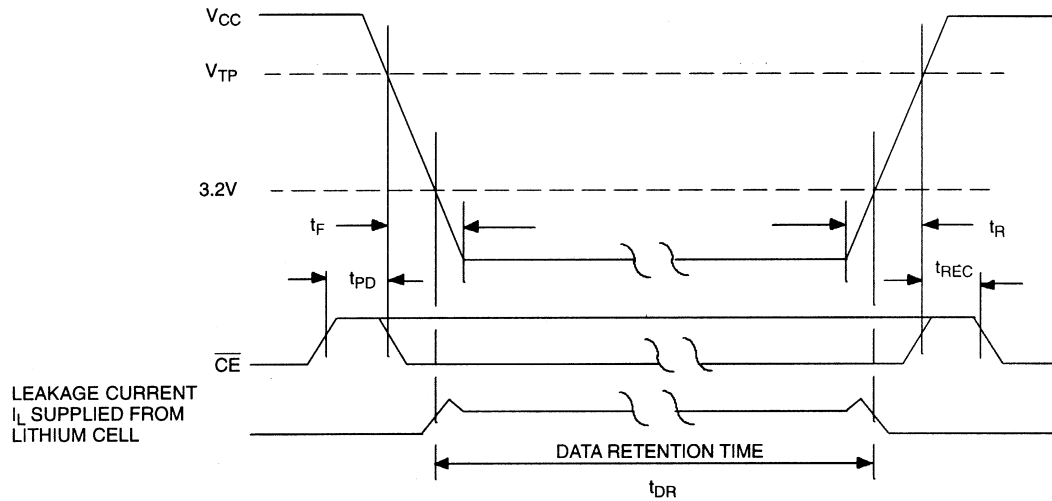 VCC
VTP
3.2V
tF
tR
tPD
tREC
CE
LEAKAGE CURRENT
IL SUPPLIED FROM
LITHIUM CELL
DATA RETENTION TIME
tDR